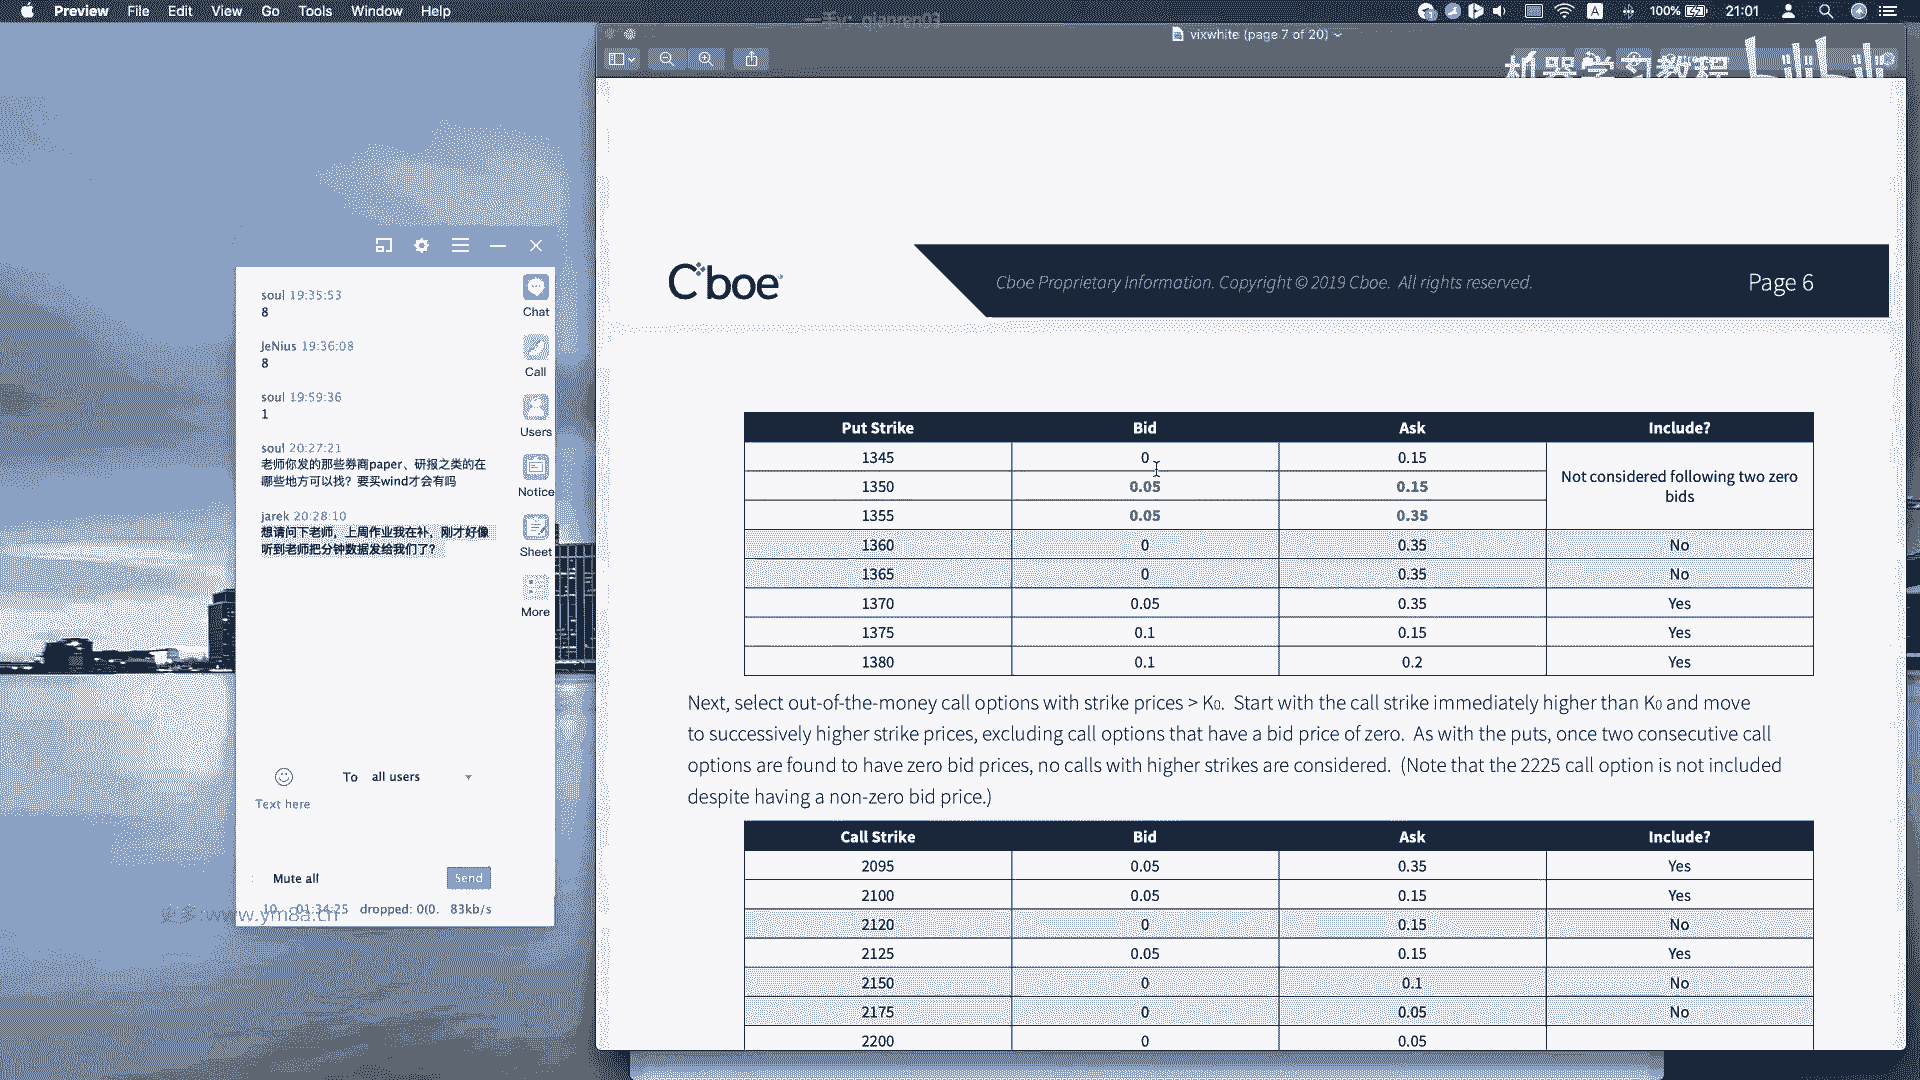 Preview File Edit View Go Tools Window Help
100% 21:01
一手v: qianren03
vixwhite (page 7 of 20)
机器学习教程 bilibili
Cboe
Cboe Proprietary Information. Copyright © 2019 Cboe. All rights reserved.
Page 6
soul 19:35:53
8
JeNius 19:36:08
8
soul 19:59:36
1
soul 20:27:21
老师你发的那些券商paper、研报之类的在
哪些地方可以找？要买wind才会有吗
jarek 20:28:10
想请问下老师，上周作业我在补，刚才好像
听到老师把分钟数据发给我们了？
Chat
Call
Users
Notice
Sheet
More
To all users
Text here
Mute all
Send
10 01:34:25 dropped: 0(0. 83kb/s
更多:www.ym8a.cn
Put Strike Bid Ask Include?
1345 0 0.15
1350 0.05 0.15
1355 0.05 0.35
Not considered following two zero
bids
1360 0 0.35 No
1365 0 0.35 No
1370 0.05 0.35 Yes
1375 0.1 0.15 Yes
1380 0.1 0.2 Yes
Next, select out-of-the-money call options with strike prices > K₀. Start with the call strike immediately higher than K₀ and move
to successively higher strike prices, excluding call options that have a bid price of zero. As with the puts, once two consecutive call
options are found to have zero bid prices, no calls with higher strikes are considered. (Note that the 2225 call option is not included
despite having a non-zero bid price.)
Call Strike Bid Ask Include?
2095 0.05 0.35 Yes
2100 0.05 0.15 Yes
2120 0 0.15 No
2125 0.05 0.15 Yes
2150 0 0.1 No
2175 0 0.05 No
2200 0 0.05